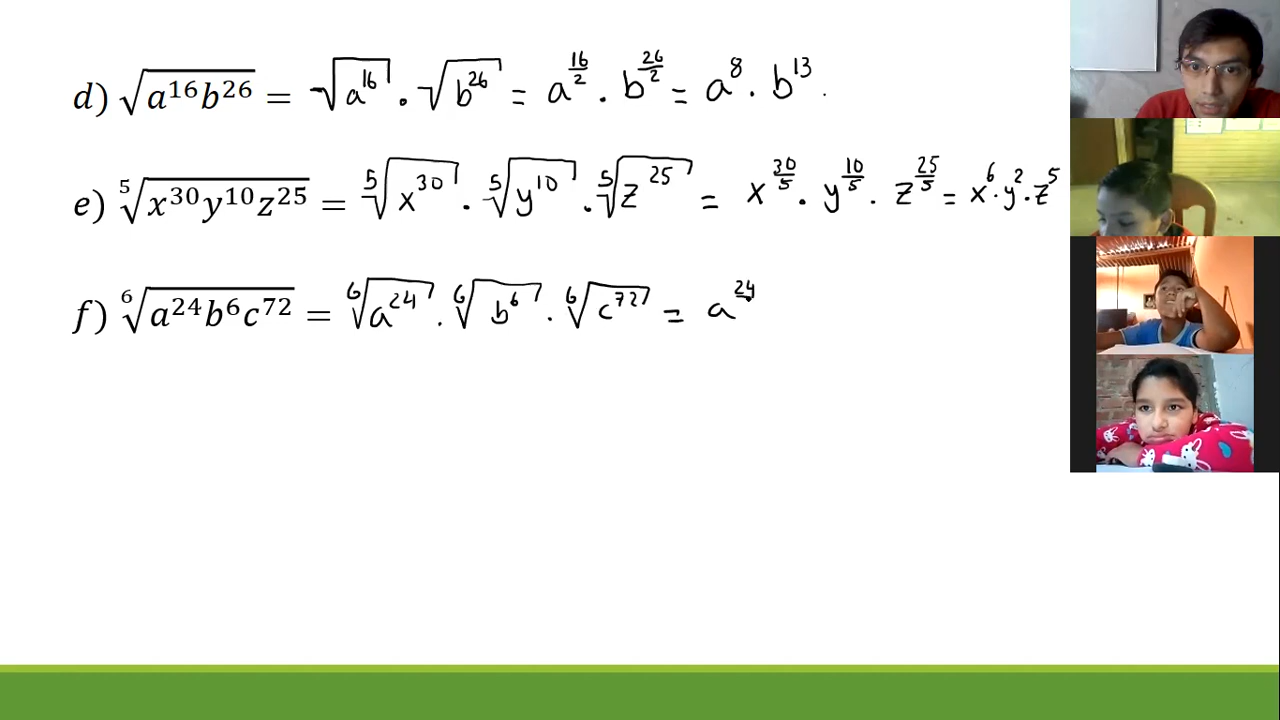 d) √(a¹⁶b²⁶) = √(a¹⁶) · √(b²⁶) = a^(16/2) · b^(26/2) = a⁸ · b¹³ .
e) ⁵√(x³⁰y¹⁰z²⁵) = ⁵√(x³⁰) · ⁵√(y¹⁰) · ⁵√(z²⁵) = x^(30/5) · y^(10/5) · z^(25/5) = x⁶ · y² · z⁵
f) ⁶√(a²⁴b⁶c⁷²) = ⁶√(a²⁴) · ⁶√(b⁶) · ⁶√(c⁷²) = a²⁴